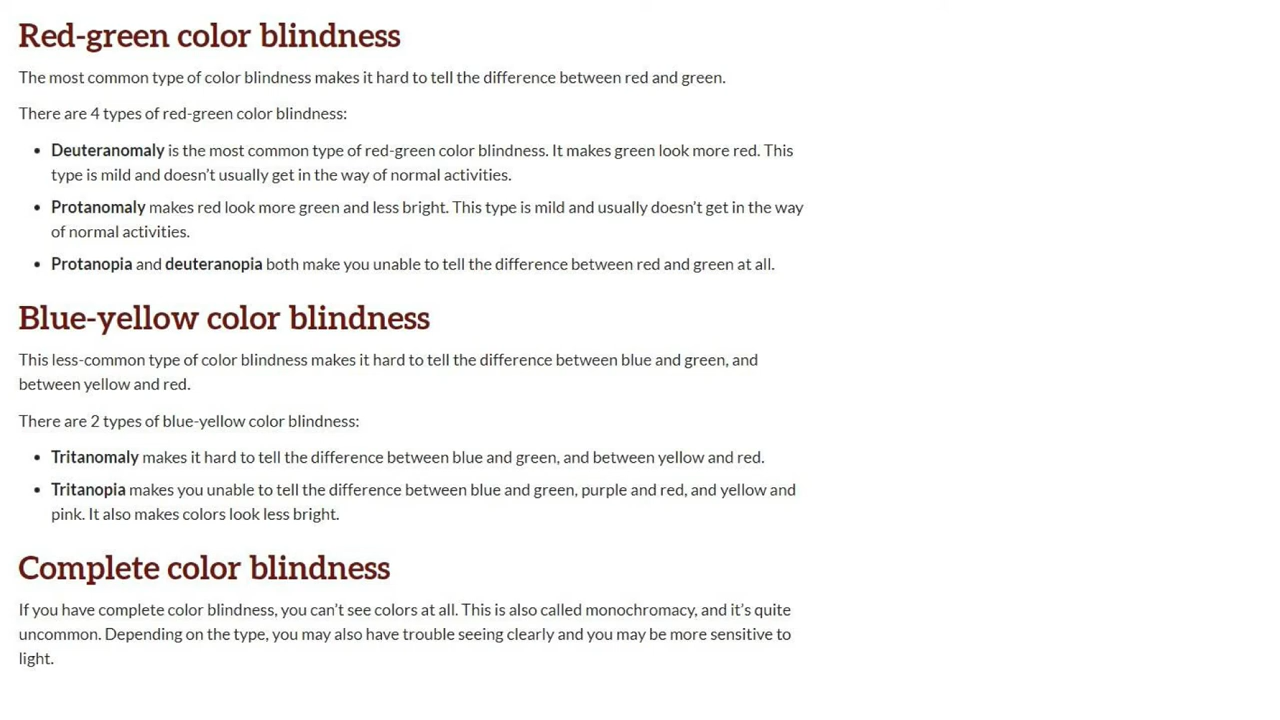 Red-green color blindness
The most common type of color blindness makes it hard to tell the difference between red and green.
There are 4 types of red-green color blindness:
• Deuteranomaly is the most common type of red-green color blindness. It makes green look more red. This
type is mild and doesn’t usually get in the way of normal activities.
• Protanomaly makes red look more green and less bright. This type is mild and usually doesn’t get in the way
of normal activities.
• Protanopia and deuteranopia both make you unable to tell the difference between red and green at all.
Blue-yellow color blindness
This less-common type of color blindness makes it hard to tell the difference between blue and green, and
between yellow and red.
There are 2 types of blue-yellow color blindness:
• Tritanomaly makes it hard to tell the difference between blue and green, and between yellow and red.
• Tritanopia makes you unable to tell the difference between blue and green, purple and red, and yellow and
pink. It also makes colors look less bright.
Complete color blindness
If you have complete color blindness, you can’t see colors at all. This is also called monochromacy, and it’s quite
uncommon. Depending on the type, you may also have trouble seeing clearly and you may be more sensitive to
light.